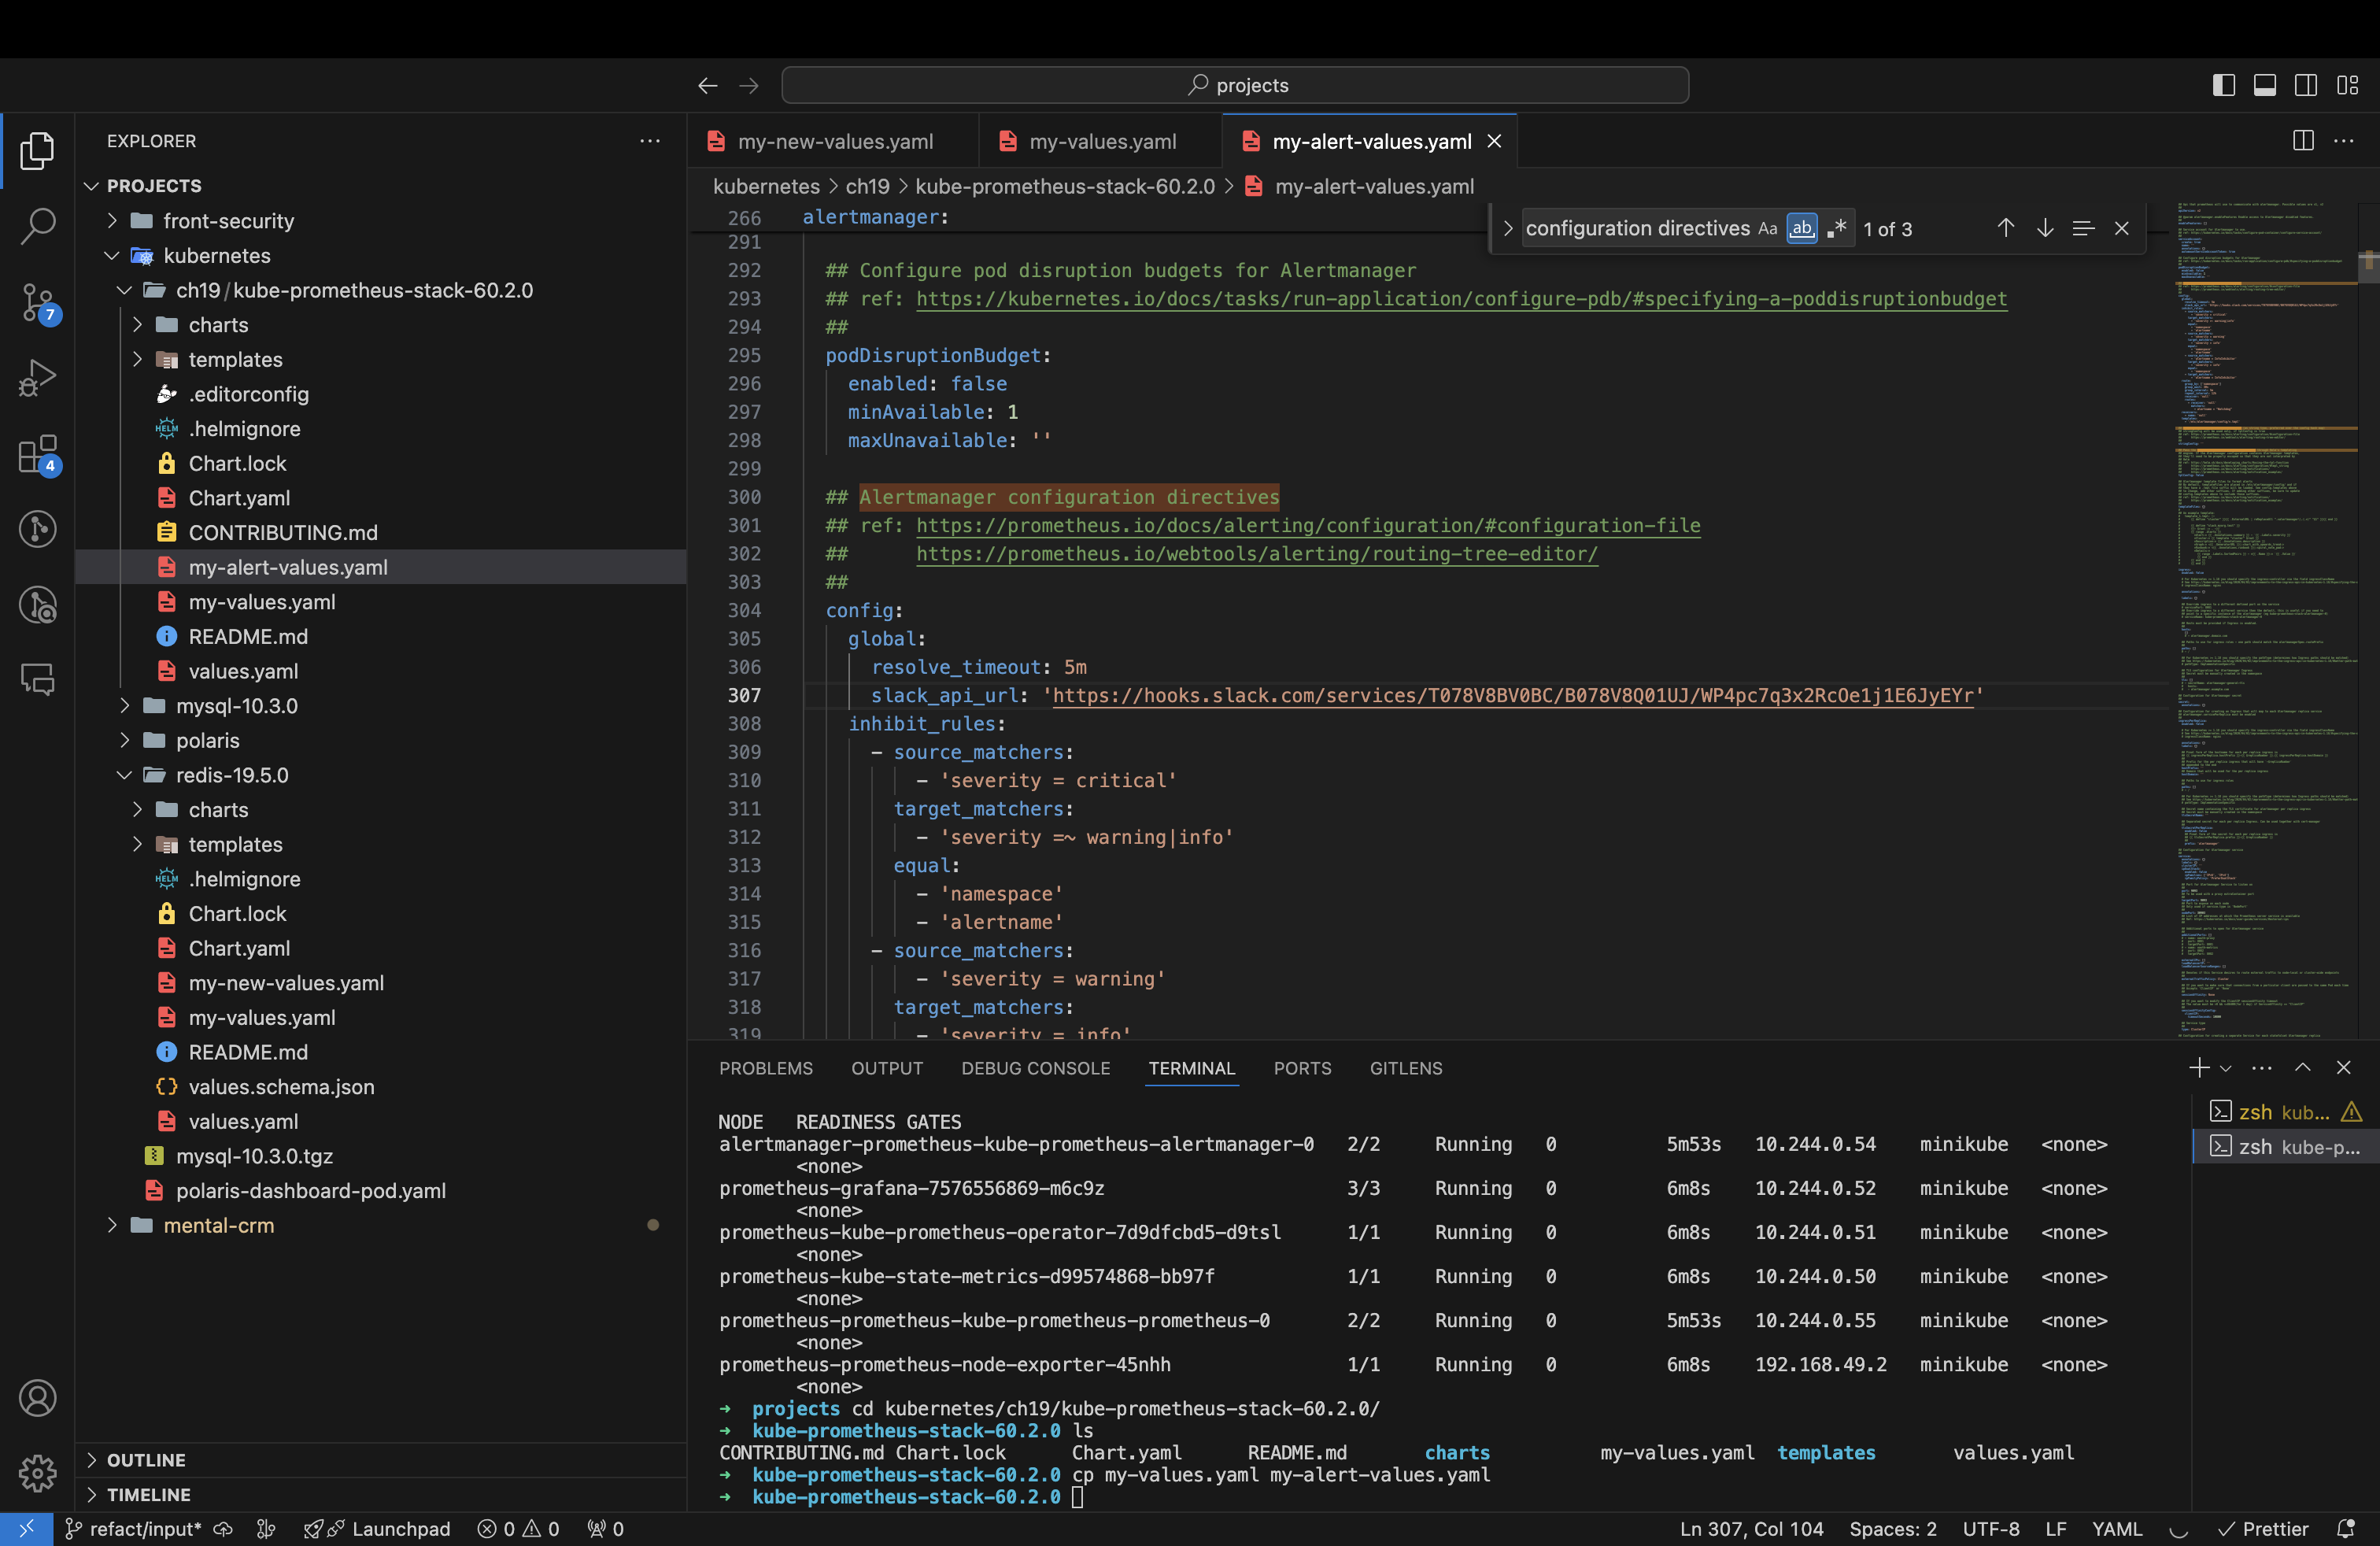 projects
EXPLORER
PROJECTS
front-security
kubernetes
ch19/kube-prometheus-stack-60.2.0
charts
templates
.editorconfig
HELM .helmignore
Chart.lock
Chart.yaml
CONTRIBUTING.md
my-alert-values.yaml
my-values.yaml
README.md
values.yaml
mysql-10.3.0
polaris
redis-19.5.0
charts
templates
HELM .helmignore
Chart.lock
Chart.yaml
my-new-values.yaml
my-values.yaml
README.md
values.schema.json
values.yaml
mysql-10.3.0.tgz
polaris-dashboard-pod.yaml
mental-crm
OUTLINE
TIMELINE
7
4
my-new-values.yaml my-values.yaml my-alert-values.yaml
kubernetes > ch19 > kube-prometheus-stack-60.2.0 > my-alert-values.yaml
configuration directives Aa ab .* 1 of 3
266 alertmanager:
291
292 ## Configure pod disruption budgets for Alertmanager
293 ## ref: https://kubernetes.io/docs/tasks/run-application/configure-pdb/#specifying-a-poddisruptionbudget
294 ##
295 podDisruptionBudget:
296 enabled: false
297 minAvailable: 1
298 maxUnavailable: ''
299
300 ## Alertmanager configuration directives
301 ## ref: https://prometheus.io/docs/alerting/configuration/#configuration-file
302 ## https://prometheus.io/webtools/alerting/routing-tree-editor/
303 ##
304 config:
305 global:
306 resolve_timeout: 5m
307 slack_api_url: 'https://hooks.slack.com/services/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'
308 inhibit_rules:
309 - source_matchers:
310 - 'severity = critical'
311 target_matchers:
312 - 'severity =~ warning|info'
313 equal:
314 - 'namespace'
315 - 'alertname'
316 - source_matchers:
317 - 'severity = warning'
318 target_matchers:
319 - 'severity = info'
PROBLEMS OUTPUT DEBUG CONSOLE TERMINAL PORTS GITLENS
NODE READINESS GATES
alertmanager-prometheus-kube-prometheus-alertmanager-0 2/2 Running 0 5m53s 10.244.0.54 minikube <none>
<none>
prometheus-grafana-7576556869-m6c9z 3/3 Running 0 6m8s 10.244.0.52 minikube <none>
<none>
prometheus-kube-prometheus-operator-7d9dfcbd5-d9tsl 1/1 Running 0 6m8s 10.244.0.51 minikube <none>
<none>
prometheus-kube-state-metrics-d99574868-bb97f 1/1 Running 0 6m8s 10.244.0.50 minikube <none>
<none>
prometheus-prometheus-kube-prometheus-prometheus-0 2/2 Running 0 5m53s 10.244.0.55 minikube <none>
<none>
prometheus-prometheus-node-exporter-45nhh 1/1 Running 0 6m8s 192.168.49.2 minikube <none>
<none>
➜ projects cd kubernetes/ch19/kube-prometheus-stack-60.2.0/
➜ kube-prometheus-stack-60.2.0 ls
CONTRIBUTING.md Chart.lock Chart.yaml README.md charts my-values.yaml templates values.yaml
➜ kube-prometheus-stack-60.2.0 cp my-values.yaml my-alert-values.yaml
➜ kube-prometheus-stack-60.2.0
zsh kub...
zsh kube-p...
refact/input* Launchpad 0 0 0 Ln 307, Col 104 Spaces: 2 UTF-8 LF YAML Prettier